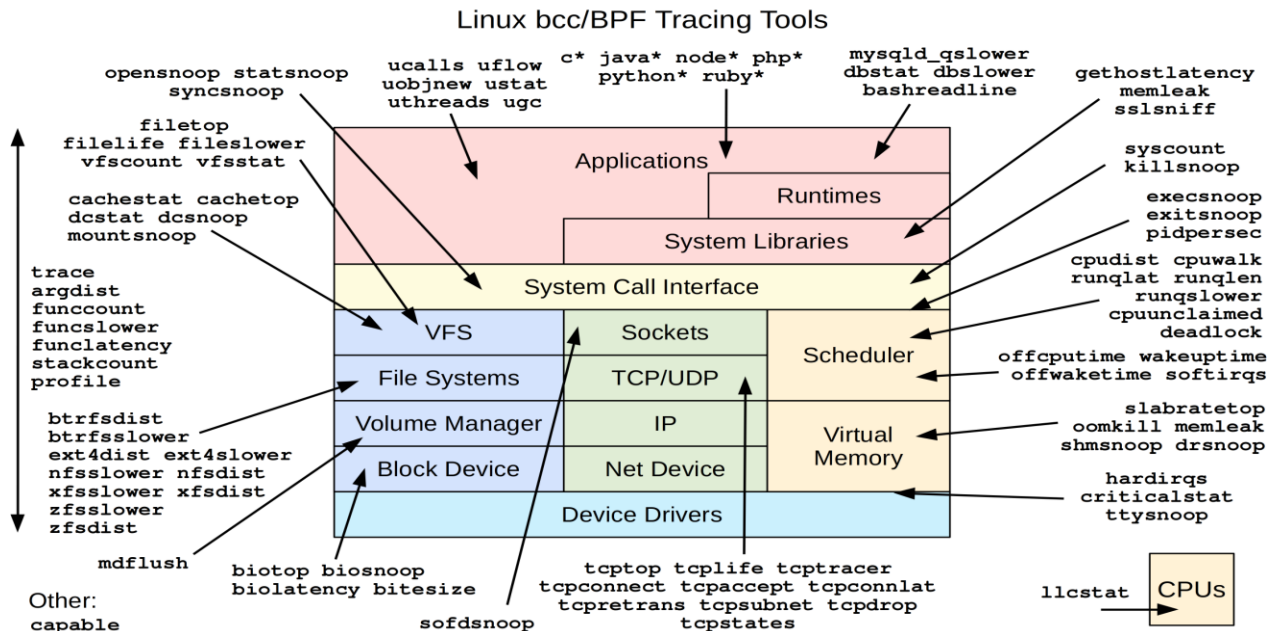 Linux bcc/BPF Tracing Tools
opensnoop statsnoop
syncsnoop
ucalls uflow
uobjnew ustat
uthreads ugc
c* java* node* php*
python* ruby*
mysqld_qslower
dbstat dbslower
bashreadline
gethostlatency
memleak
sslsniff
filetop
filelife fileslower
vfscount vfsstat
syscount
killsnoop
cachestat cachetop
dcstat dcsnoop
mountsnoop
execsnoop
exitsnoop
pidpersec
trace
argdist
funccount
funcslower
funclatency
stackcount
profile
cpudist cpuwalk
runqlat runqlen
runqslower
cpuunclaimed
deadlock
offcputime wakeuptime
offwaketime softirqs
btrfsdist
btrfsslower
ext4dist ext4slower
nfsslower nfsdist
xfsslower xfsdist
zfsslower
zfsdist
slabratetop
oomkill memleak
shmsnoop drsnoop
hardirqs
criticalstat
ttysnoop
Applications
Runtimes
System Libraries
System Call Interface
VFS
Sockets
Scheduler
File Systems
TCP/UDP
Volume Manager
IP
Virtual
Memory
Block Device
Net Device
Device Drivers
mdflush
biotop biosnoop
biolatency bitesize
sofdsnoop
tcptop tcplife tcptracer
tcpconnect tcpaccept tcpconnlat
tcpretrans tcpsubnet tcpdrop
tcpstates
llcstat
CPUs
Other:
capable